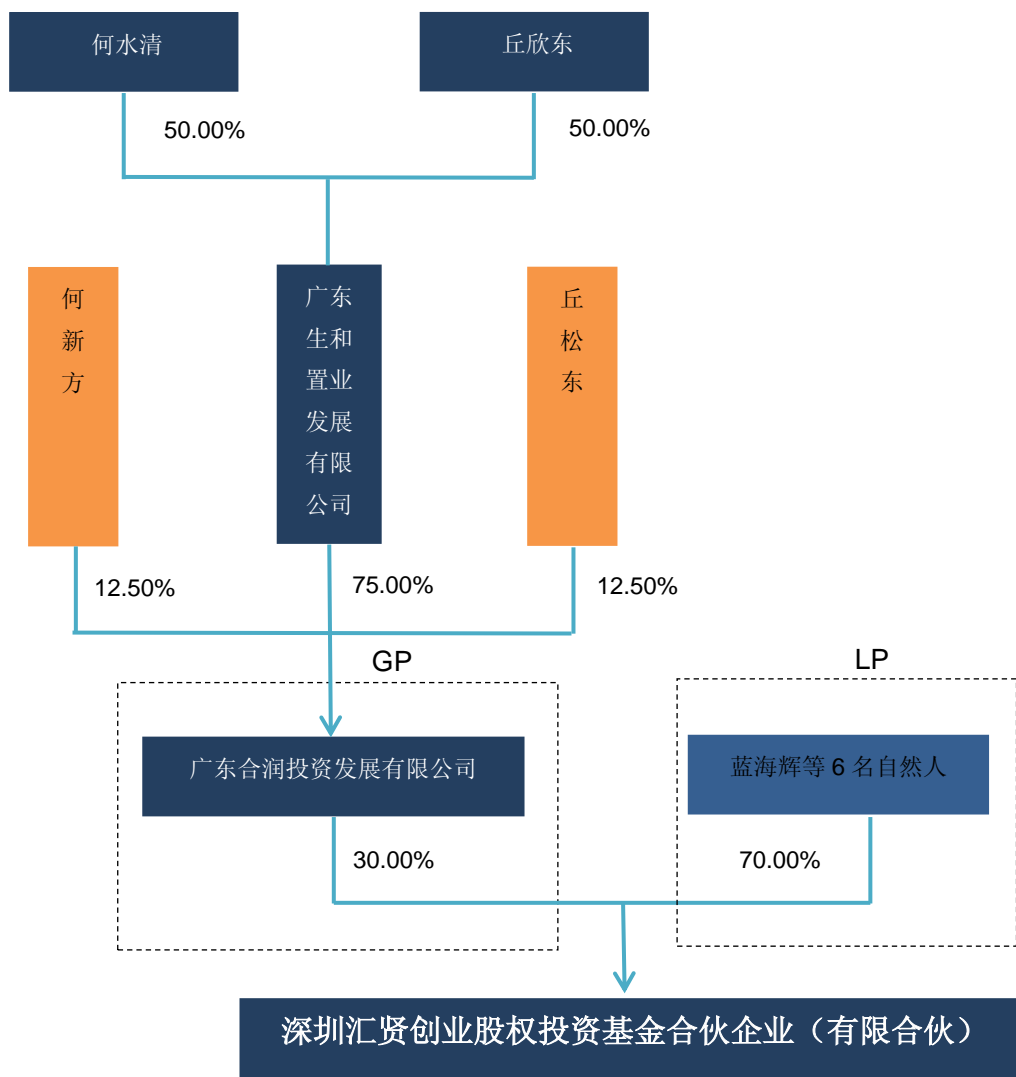 何水清
丘欣东
50.00%
50.00%
何
新
方
广东
生和
置业
发展
有限
公司
丘
松
东
12.50%
75.00%
12.50%
GP
LP
广东合润投资发展有限公司
蓝海辉等 6 名自然人
30.00%
70.00%
深圳汇贤创业股权投资基金合伙企业（有限合伙）